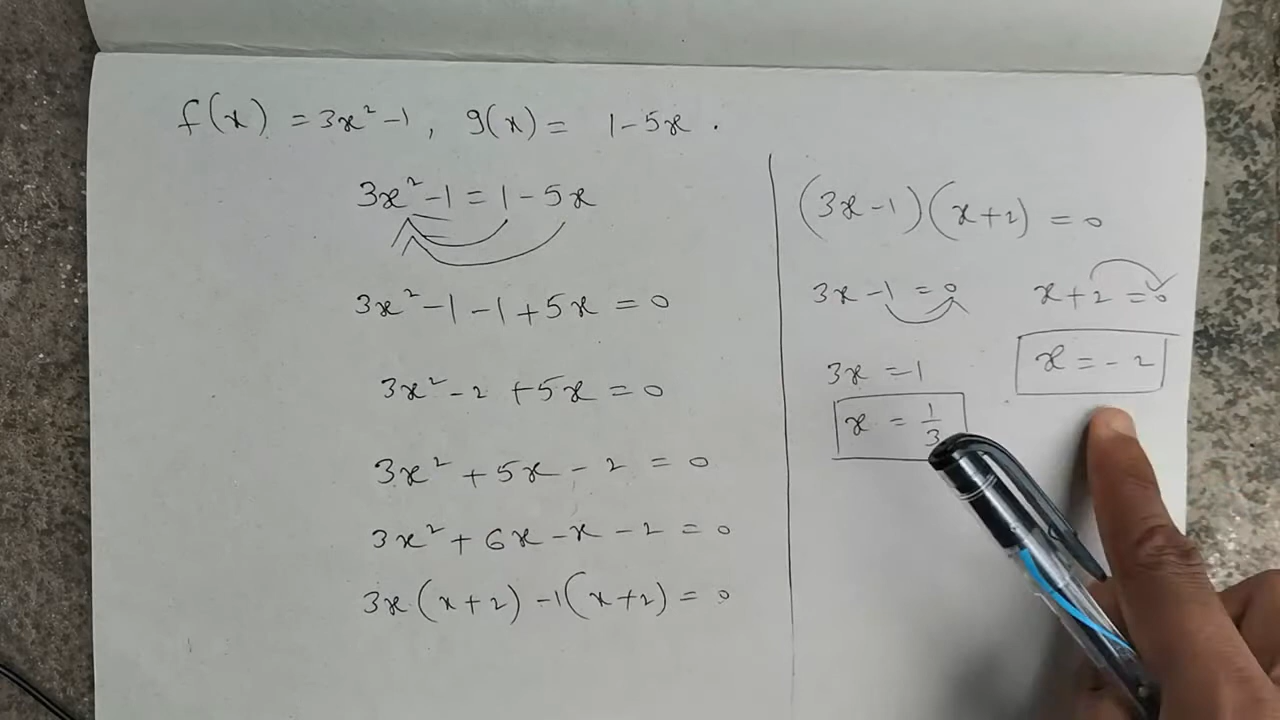 f(x) = 3x² - 1, g(x) = 1 - 5x .
3x² - 1 = 1 - 5x
3x² - 1 - 1 + 5x = 0
3x² - 2 + 5x = 0
3x² + 5x - 2 = 0
3x² + 6x - x - 2 = 0
3x(x+2) - 1(x+2) = 0
(3x - 1)(x + 2) = 0
3x - 1 = 0
3x = 1
x = 1/3
x + 2 = 0
x = -2